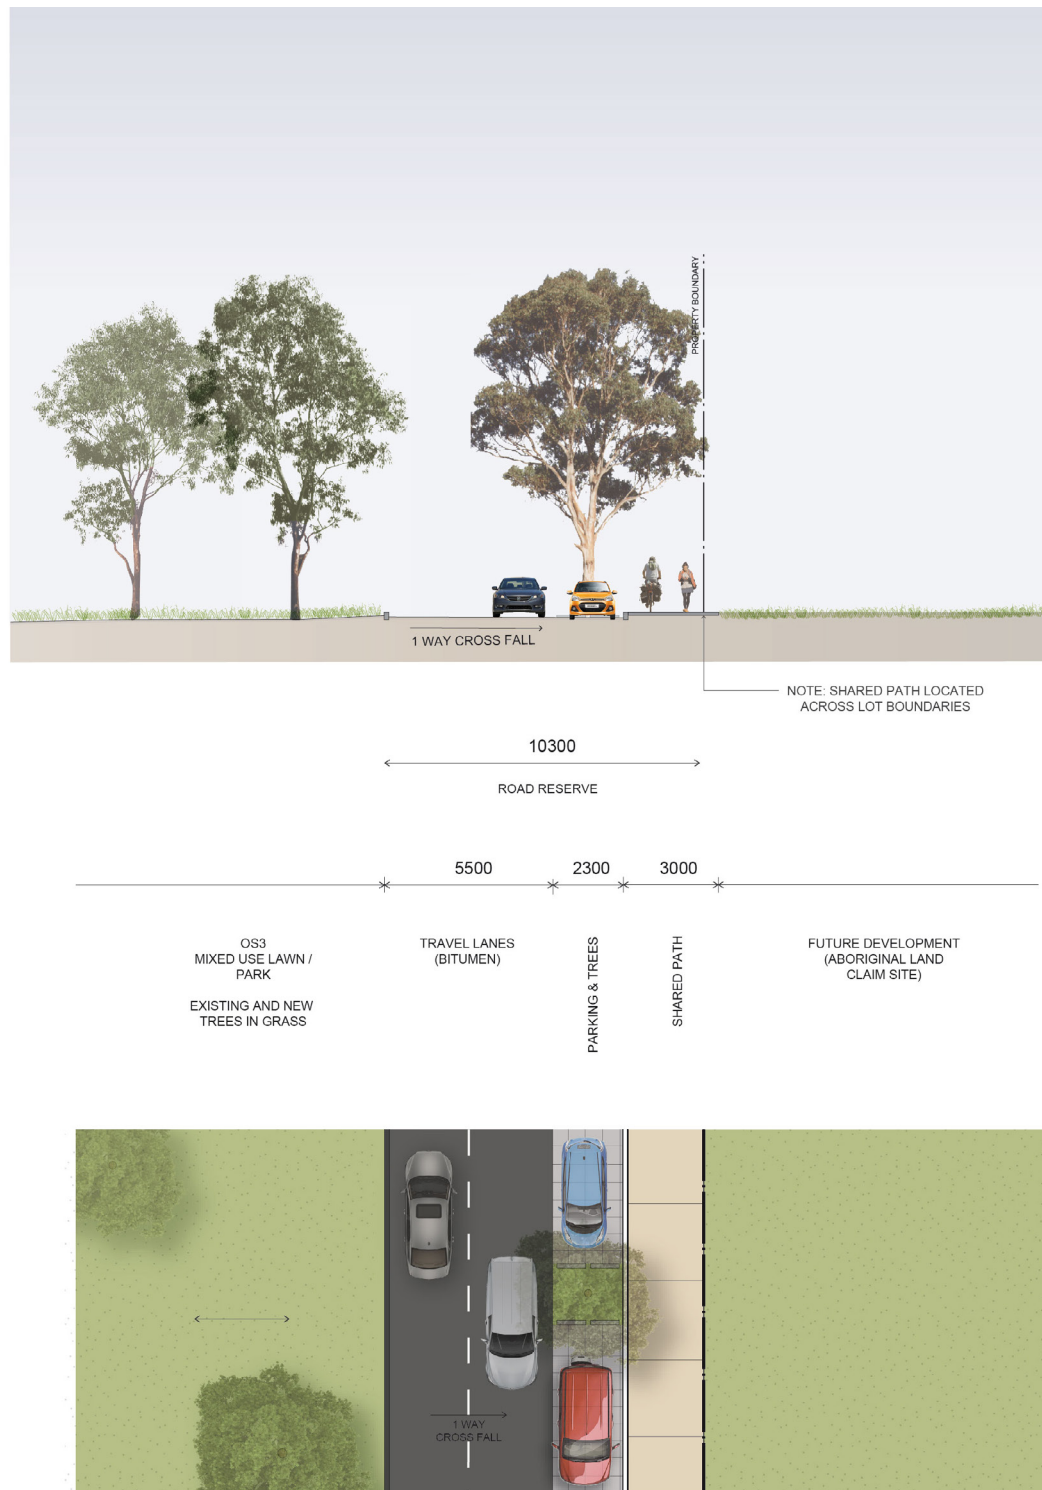 PROPERTY BOUNDARY
1 WAY CROSS FALL
NOTE: SHARED PATH LOCATED
ACROSS LOT BOUNDARIES
10300
ROAD RESERVE
5500
2300
3000
OS3
MIXED USE LAWN /
PARK
EXISTING AND NEW
TREES IN GRASS
TRAVEL LANES
(BITUMEN)
PARKING & TREES
SHARED PATH
FUTURE DEVELOPMENT
(ABORIGINAL LAND
CLAIM SITE)
1 WAY
CROSS FALL